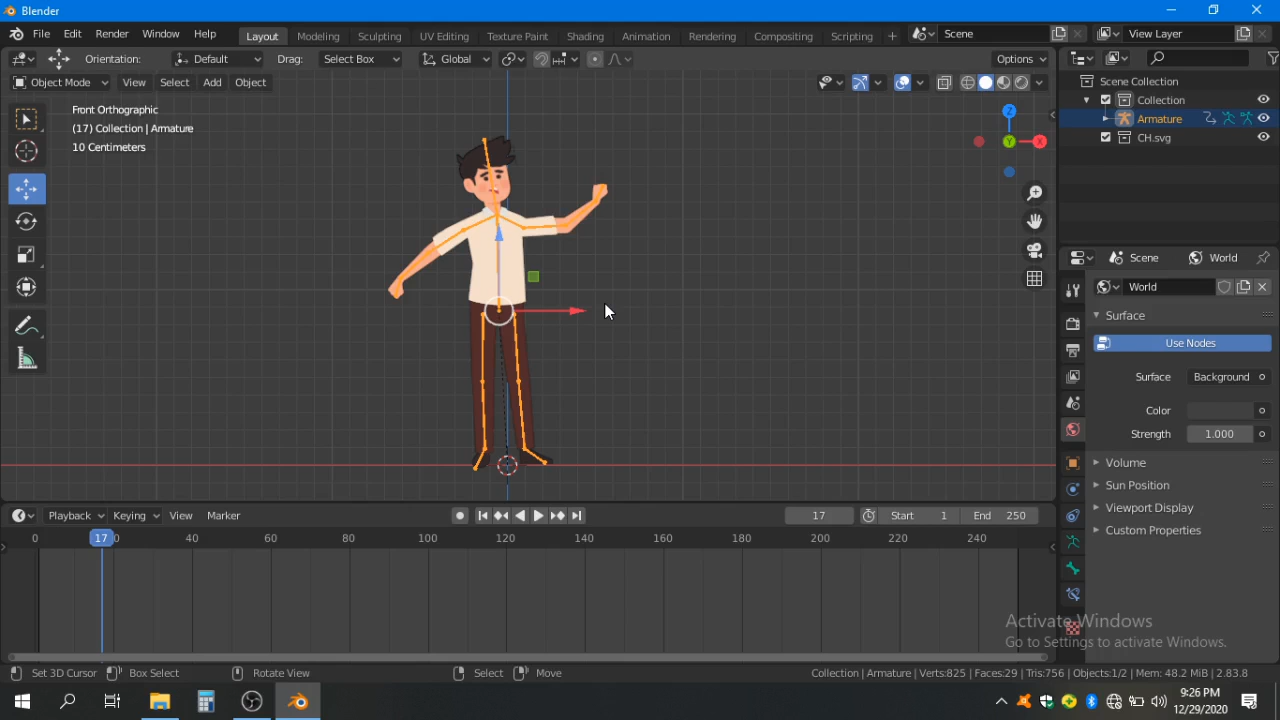 Blender
File Edit Render Window Help Layout Modeling Sculpting UV Editing Texture Paint Shading Animation Rendering Compositing Scripting + Scene View Layer
Orientation: Default Drag: Select Box Global Options
Object Mode View Select Add Object
Front Orthographic
(17) Collection | Armature
10 Centimeters
Z
Y
X
Scene Collection
Collection
Armature
CH.svg
Scene World
World
Surface
Use Nodes
Surface Background
Color
Strength 1.000
Volume
Sun Position
Viewport Display
Custom Properties
Playback Keying View Marker 17 Start 1 End 250
0 17 20 40 60 80 100 120 140 160 180 200 220 240
Activate Windows
Go to Settings to activate Windows.
Set 3D Cursor Box Select Rotate View Select Move Collection | Armature | Verts:825 | Faces:29 | Tris:756 | Objects:1/2 | Mem: 48.2 MiB | 2.83.8
9:26 PM
12/29/2020